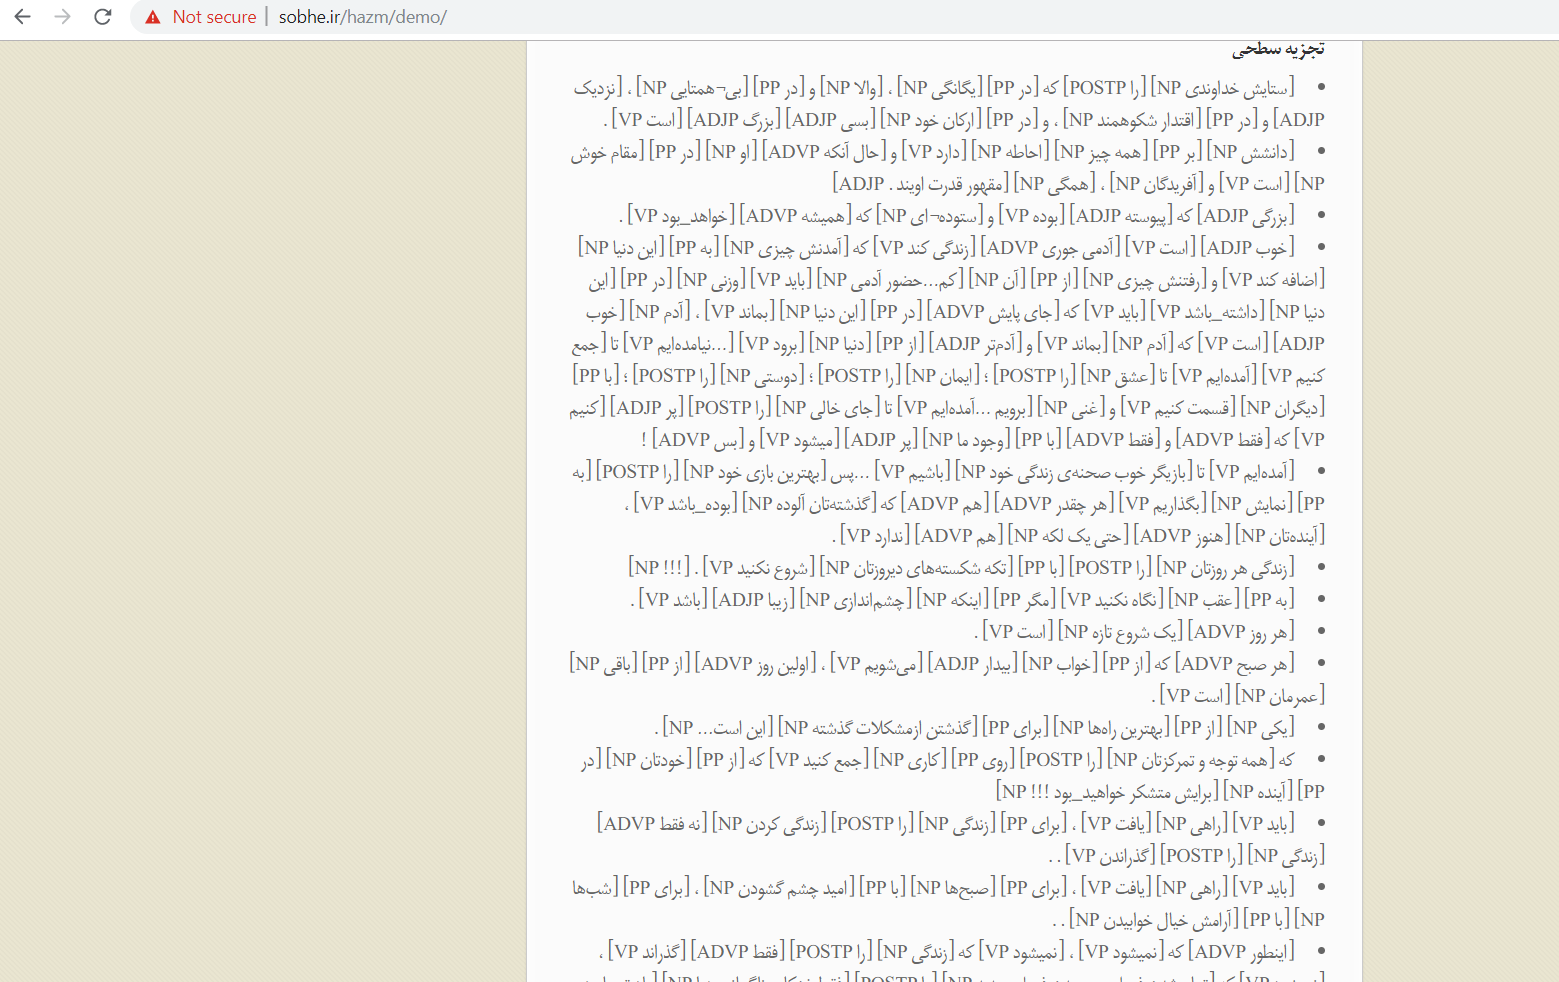 Not secure | sobhe.ir/hazm/demo/
تجزیه سطحی
[ستایش خداوندی NP] [را POSTP] که [در PP] [یگانگی NP] ، [والا NP] و [در PP] [بی¬همتایی NP] ، [نزدیک
ADJP] و [در PP] [اقتدار شکوهمند NP] ، و [در PP] [ارکان خود NP] [بسی ADJP] [بزرگ ADJP] [است VP] .
[دانشش NP] [بر PP] [همه چیز NP] [احاطه NP] [دارد VP] و [حال آنکه ADVP] [او NP] [در PP] [مقام خوش
NP] [است VP] و [آفریدگان NP] ، [همگی NP] [مقهور قدرت اویند . ADJP]
[بزرگی ADJP] که [پیوسته ADJP] [بوده VP] و [ستوده¬ای NP] که [همیشه ADVP] [خواهد_بود VP] .
[خوب ADJP] [است VP] [آدمی جوری ADVP] [زندگی کند VP] که [آمدنش چیزی NP] [به PP] [این دنیا NP]
[اضافه کند VP] و [رفتنش چیزی NP] [از PP] [آن NP] [کم...حضور آدمی NP] [باید VP] [وزنی NP] [در PP] [این
دنیا NP] [داشته_باشد VP] [باید VP] که [جای پایش ADVP] [در PP] [این دنیا NP] [بماند VP] ، [آدم NP] [خوب
ADJP] [است VP] که [آدم NP] [بماند VP] و [آدم‌تر ADJP] [از PP] [دنیا NP] [برود VP] [...نیامده‌ایم VP] تا [جمع
کنیم VP] [آمده‌ایم VP] تا [عشق NP] [را POSTP] ؛ [ایمان NP] [را POSTP] ؛ [دوستی NP] [را POSTP] ؛ [با PP]
[دیگران NP] [قسمت کنیم VP] و [غنی NP] [برویم ...آمده‌ایم VP] تا [جای خالی NP] [را POSTP] [پر ADJP] [کنیم
VP] که [فقط ADVP] و [فقط ADVP] [با PP] [وجود ما NP] [پر ADJP] [میشود VP] و [بس ADVP] !
[آمده‌ایم VP] تا [بازیگر خوب صحنه‌ی زندگی خود NP] [باشیم VP] ...پس [بهترین بازی خود NP] [را POSTP] [به
PP] [نمایش NP] [بگذاریم VP] [هر چقدر ADVP] [هم ADVP] که [گذشته‌تان آلوده NP] [بوده_باشد VP] ،
[آینده‌تان NP] [هنوز ADVP] [حتی یک لکه NP] [هم ADVP] [ندارد VP] .
[زندگی هر روزتان NP] [را POSTP] [با PP] [تکه شکسته‌های دیروزتان NP] [شروع نکنید VP] . [!!! NP]
[به PP] [عقب NP] [نگاه نکنید VP] [مگر PP] [اینکه NP] [چشم‌اندازی NP] [زیبا ADJP] [باشد VP] .
[هر روز ADVP] [یک شروع تازه NP] [است VP] .
[هر صبح ADVP] که [از PP] [خواب NP] [بیدار ADJP] [می‌شویم VP] ، [اولین روز ADVP] [از PP] [باقی NP]
[عمرمان NP] [است VP] .
[یکی NP] [از PP] [بهترین راه‌ها NP] [برای PP] [گذشتن ازمشکلات گذشته NP] [این است... NP] .
که [همه توجه و تمرکزتان NP] [را POSTP] [روی PP] [کاری NP] [جمع کنید VP] که [از PP] [خودتان NP] [در
PP] [آینده NP] [برایش متشکر خواهید_بود !!! NP]
[باید VP] [راهی NP] [یافت VP] ، [برای PP] [زندگی NP] [را POSTP] [زندگی کردن NP] [نه فقط ADVP]
[زندگی NP] [را POSTP] [گذراندن VP] . .
[باید VP] [راهی NP] [یافت VP] ، [برای PP] [صبح‌ها NP] [با PP] [امید چشم گشودن NP] ، [برای PP] [شب‌ها
NP] [با PP] [آرامش خیال خوابیدن NP] . .
[اینطور ADVP] که [نمیشود VP] ، [نمیشود VP] که [زندگی NP] [را POSTP] [فقط ADVP] [گذراند VP] ،